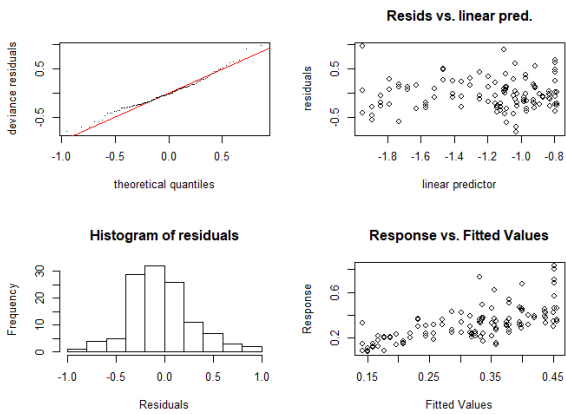 deviance residuals
0.5
-0.5
-1.0
-0.5
0.0
0.5
theoretical quantiles
Resids vs. linear pred.
residuals
0.5
-0.5
-1.8
-1.6
-1.4
-1.2
-1.0
-0.8
linear predictor
Histogram of residuals
Frequency
30
10
0
-1.0
-0.5
0.0
0.5
1.0
Residuals
Response vs. Fitted Values
Response
0.6
0.2
0.15
0.25
0.35
0.45
Fitted Values